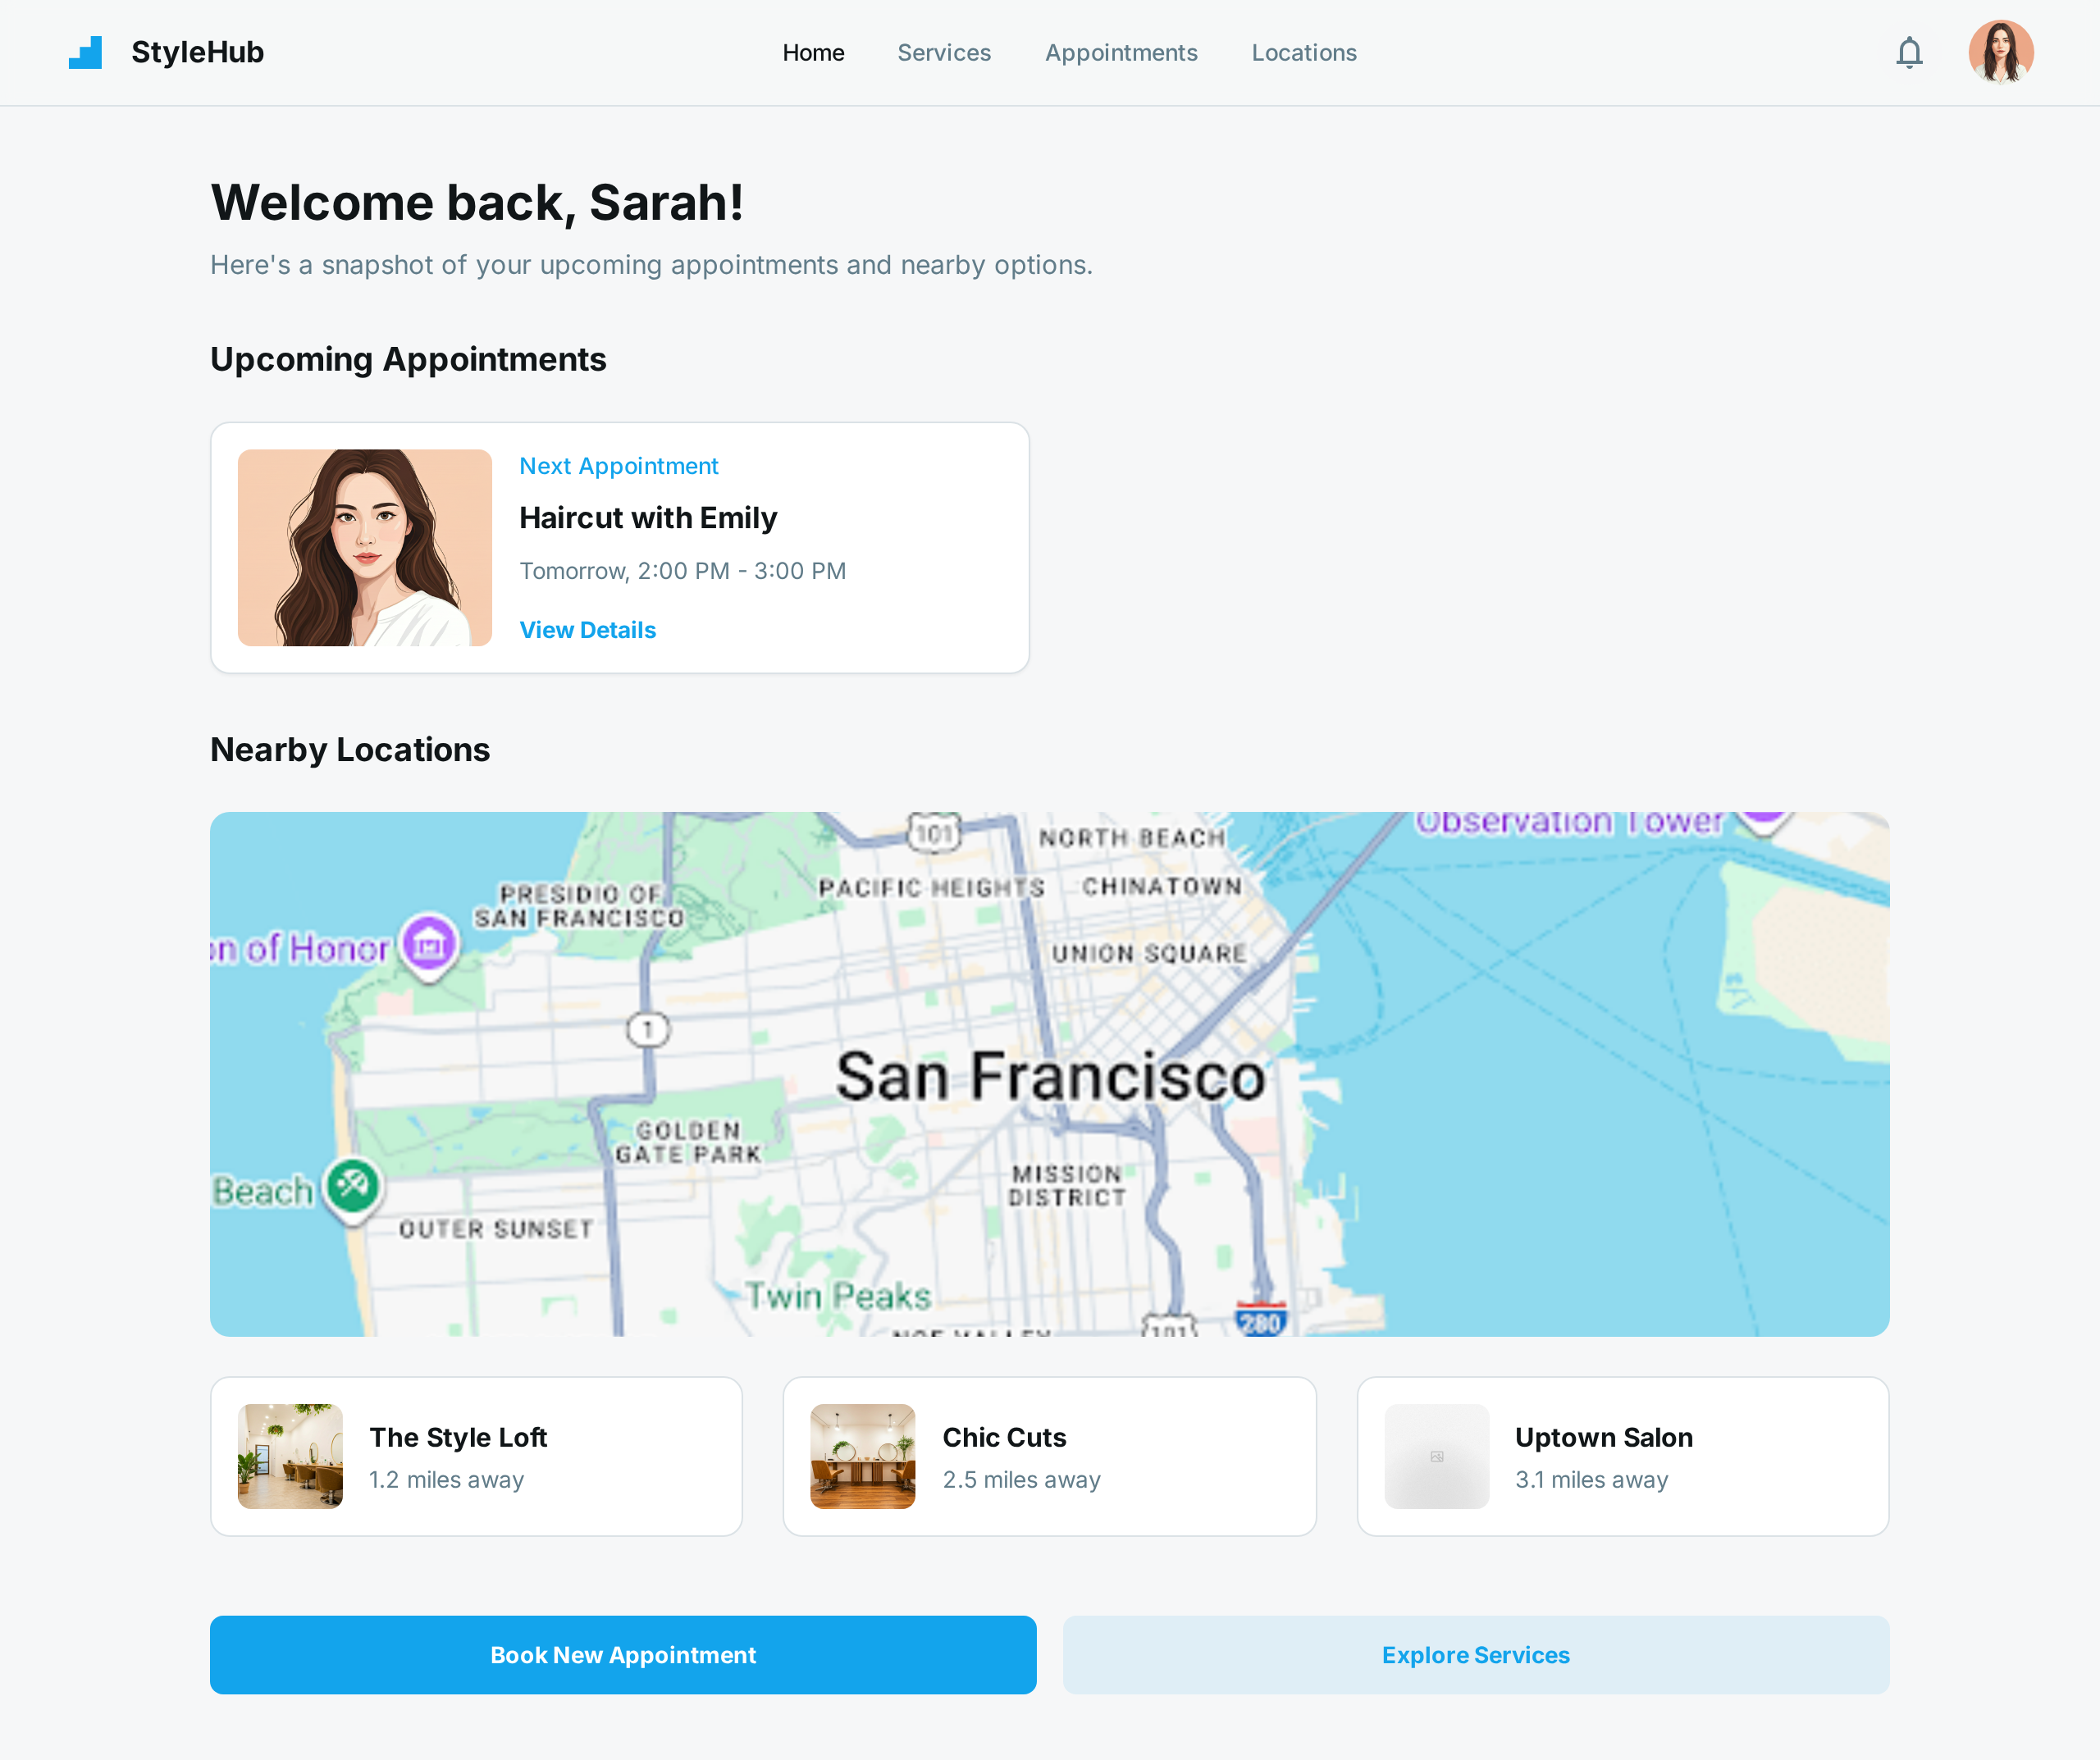 StyleHub
Home
Services
Appointments
Locations
Welcome back, Sarah!
Here's a snapshot of your upcoming appointments and nearby options.
Upcoming Appointments
Next Appointment
Haircut with Emily
Tomorrow, 2:00 PM - 3:00 PM
View Details
Nearby Locations
101
NORTH BEACH
Observation Tower
PRESIDIO OF
SAN FRANCISCO
PACIFIC HEIGHTS
CHINATOWN
on of Honor
UNION SQUARE
1
San Francisco
GOLDEN
GATE PARK
MISSION
DISTRICT
Beach
OUTER SUNSET
Twin Peaks
NOE VALLEY
101
280
The Style Loft
1.2 miles away
Chic Cuts
2.5 miles away
Uptown Salon
3.1 miles away
Book New Appointment
Explore Services